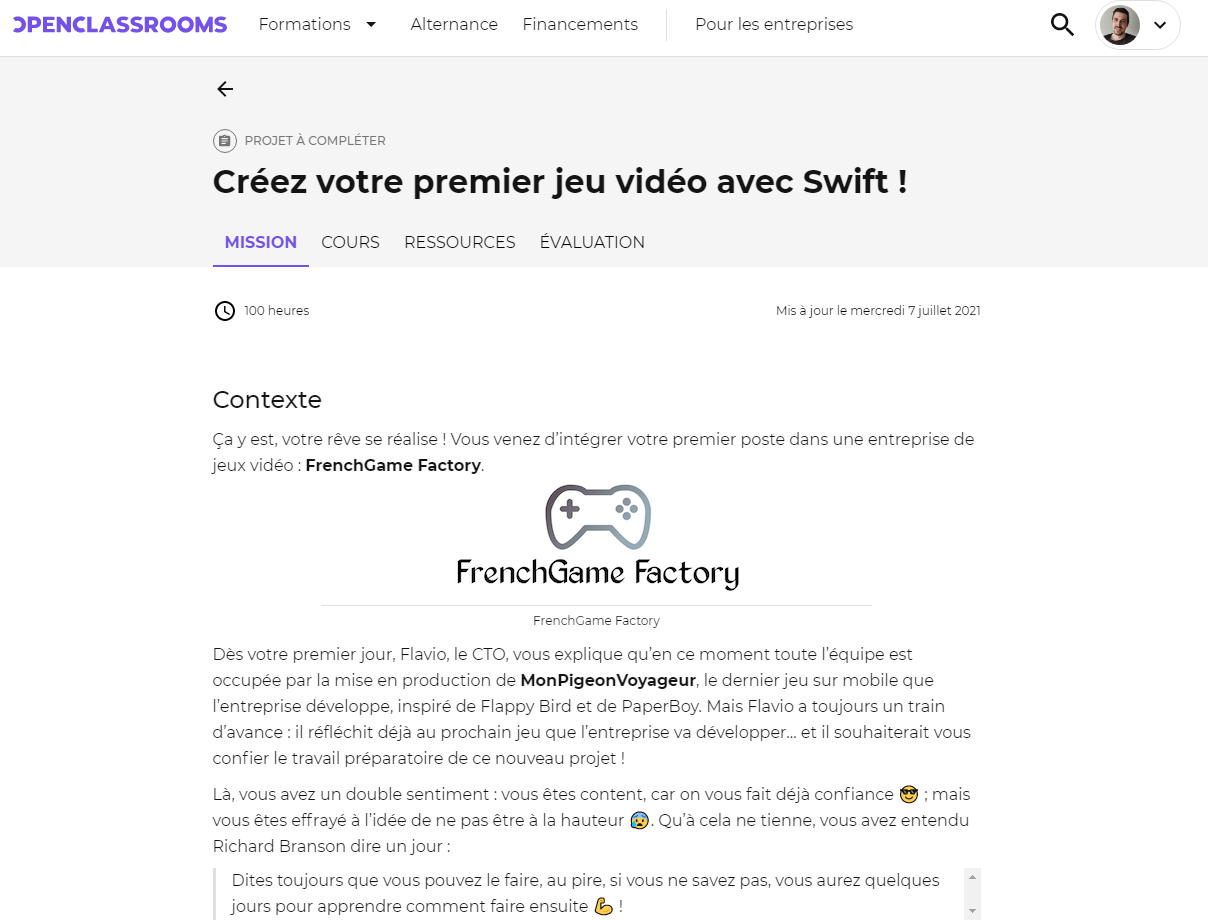 OPENCLASSROOMS Formations Alternance Financements Pour les entreprises
PROJET À COMPLÉTER
Créez votre premier jeu vidéo avec Swift !
MISSION COURS RESSOURCES ÉVALUATION
100 heures Mis à jour le mercredi 7 juillet 2021
Contexte
Ça y est, votre rêve se réalise ! Vous venez d’intégrer votre premier poste dans une entreprise de
jeux vidéo : FrenchGame Factory.
FrenchGame Factory
FrenchGame Factory
Dès votre premier jour, Flavio, le CTO, vous explique qu’en ce moment toute l’équipe est
occupée par la mise en production de MonPigeonVoyageur, le dernier jeu sur mobile que
l’entreprise développe, inspiré de Flappy Bird et de PaperBoy. Mais Flavio a toujours un train
d’avance : il réfléchit déjà au prochain jeu que l’entreprise va développer... et il souhaiterait vous
confier le travail préparatoire de ce nouveau projet !
Là, vous avez un double sentiment : vous êtes content, car on vous fait déjà confiance 😎 ; mais
vous êtes effrayé à l’idée de ne pas être à la hauteur 😰. Qu’à cela ne tienne, vous avez entendu
Richard Branson dire un jour :
Dites toujours que vous pouvez le faire, au pire, si vous ne savez pas, vous aurez quelques
jours pour apprendre comment faire ensuite 💪 !